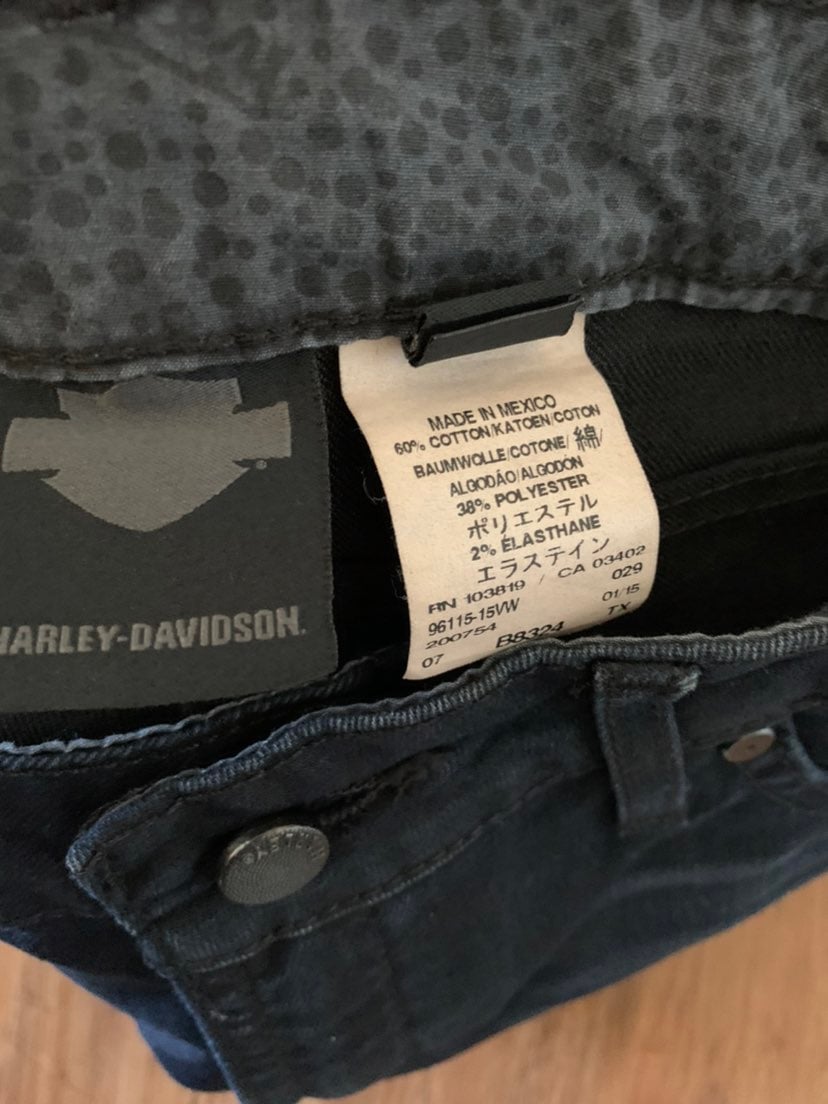 MADE IN MEXICO
60% COTTON/KATOEN/COTON
BAUMWOLLE/COTONE/綿/
ALGODÃO/ALGODÓN
38% POLYESTER
ポリエステル
2% ELASTHANE
エラステイン
RN 103819 / CA 03402
96115-15VW 029
200754 01/15
07 B8324 TX
HARLEY-DAVIDSON